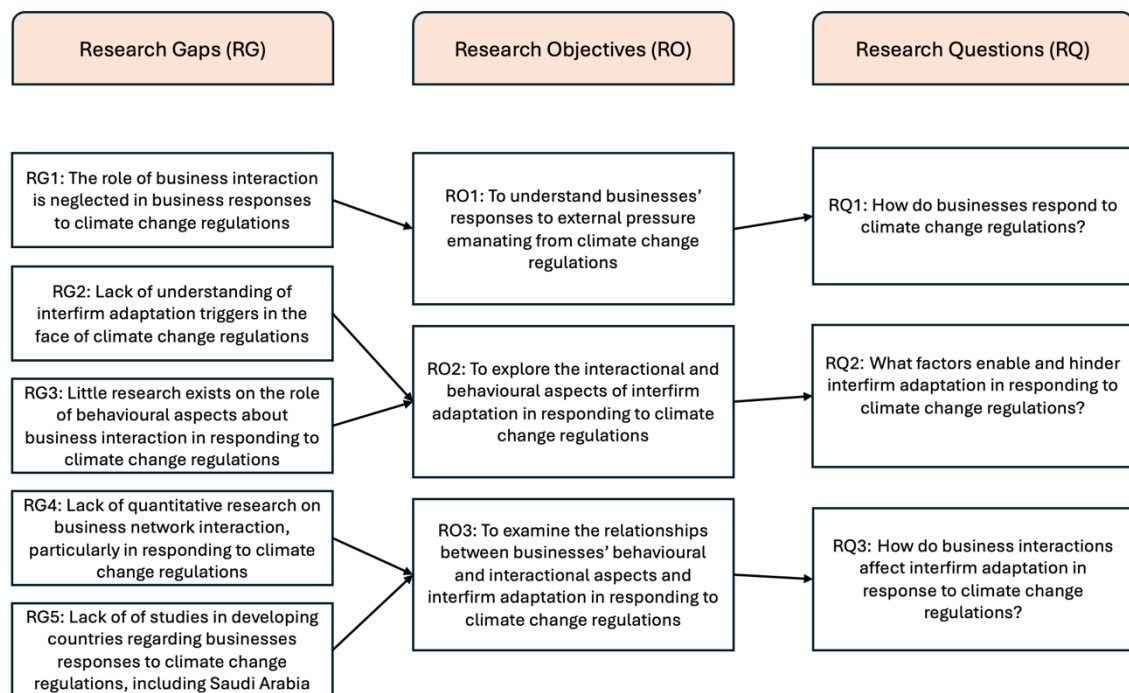 Research Gaps (RG)
Research Objectives (RO)
Research Questions (RQ)
RG1: The role of business interaction
is neglected in business responses
to climate change regulations
RG2: Lack of understanding of
interfirm adaptation triggers in the
face of climate change regulations
RG3: Little research exists on the role
of behavioural aspects about
business interaction in responding to
climate change regulations
RG4: Lack of quantitative research on
business network interaction,
particularly in responding to climate
change regulations
RG5: Lack of of studies in developing
countries regarding businesses
responses to climate change
regulations, including Saudi Arabia
RO1: To understand businesses’
responses to external pressure
emanating from climate change
regulations
RO2: To explore the interactional and
behavioural aspects of interfirm
adaptation in responding to climate
change regulations
RO3: To examine the relationships
between businesses’ behavioural
and interactional aspects and
interfirm adaptation in responding to
climate change regulations
RQ1: How do businesses respond to
climate change regulations?
RQ2: What factors enable and hinder
interfirm adaptation in responding to
climate change regulations?
RQ3: How do business interactions
affect interfirm adaptation in
response to climate change
regulations?